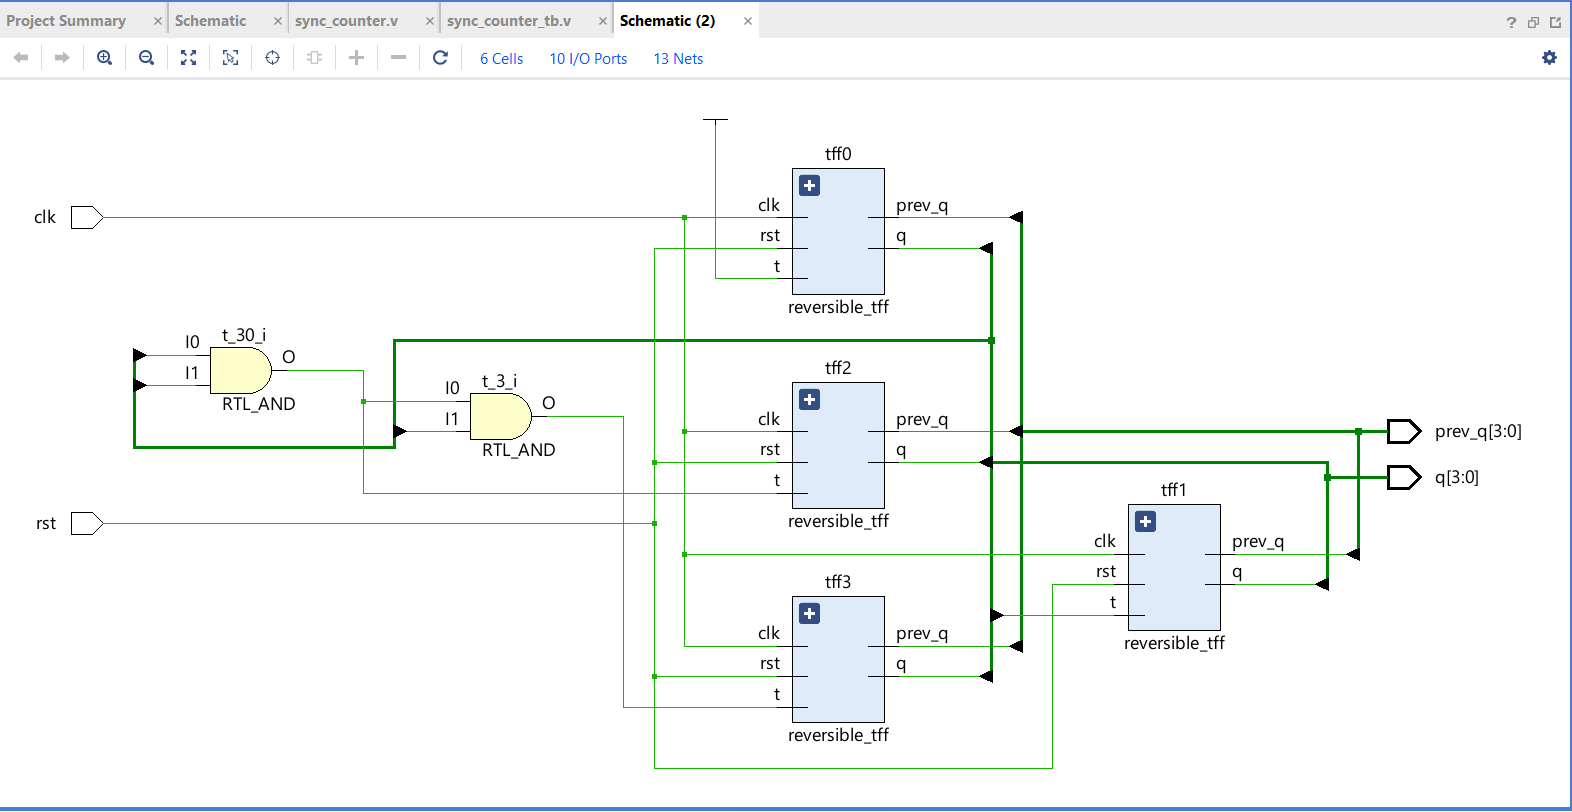 Project Summary × Schematic × sync_counter.v × sync_counter_tb.v × Schematic (2) × ?
6 Cells 10 I/O Ports 13 Nets
tff0
clk prev_q
rst q
t
reversible_tff
clk
t_30_i
I0 O
I1
RTL_AND
t_3_i
I0 O
I1
RTL_AND
tff2
clk prev_q
rst q
t
reversible_tff
prev_q[3:0]
q[3:0]
rst
tff1
clk prev_q
rst q
t
reversible_tff
tff3
clk prev_q
rst q
t
reversible_tff